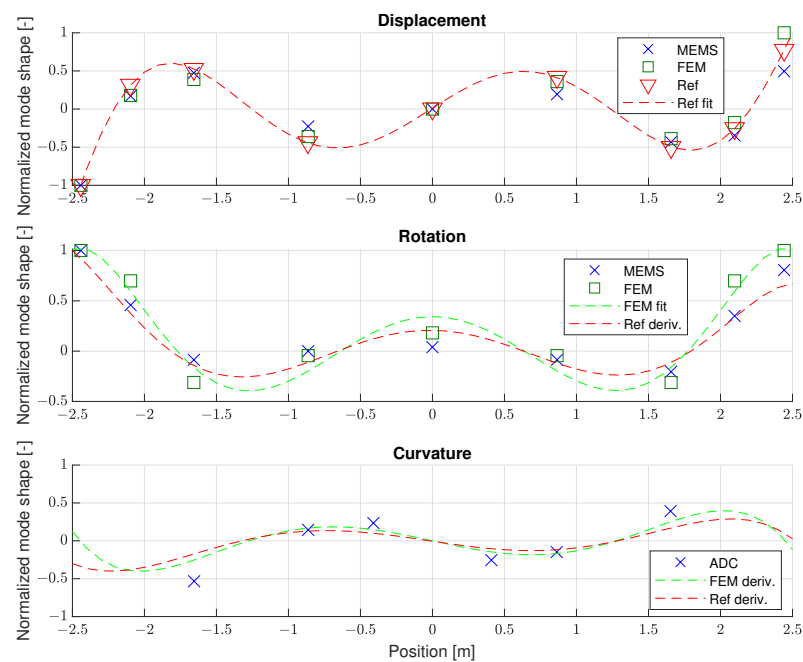 Displacement
Normalized mode shape [-]
1
0.5
0
−0.5
−1
−2.5 −2 −1.5 −1 −0.5 0 0.5 1 1.5 2 2.5
MEMS
FEM
Ref
Ref fit
Rotation
Normalized mode shape [-]
1
0.5
0
−0.5
−2.5 −2 −1.5 −1 −0.5 0 0.5 1 1.5 2 2.5
MEMS
FEM
FEM fit
Ref deriv.
Curvature
Normalized mode shape [-]
1
0.5
0
−0.5
−1
−2.5 −2 −1.5 −1 −0.5 0 0.5 1 1.5 2 2.5
ADC
FEM deriv.
Ref deriv.
Position [m]